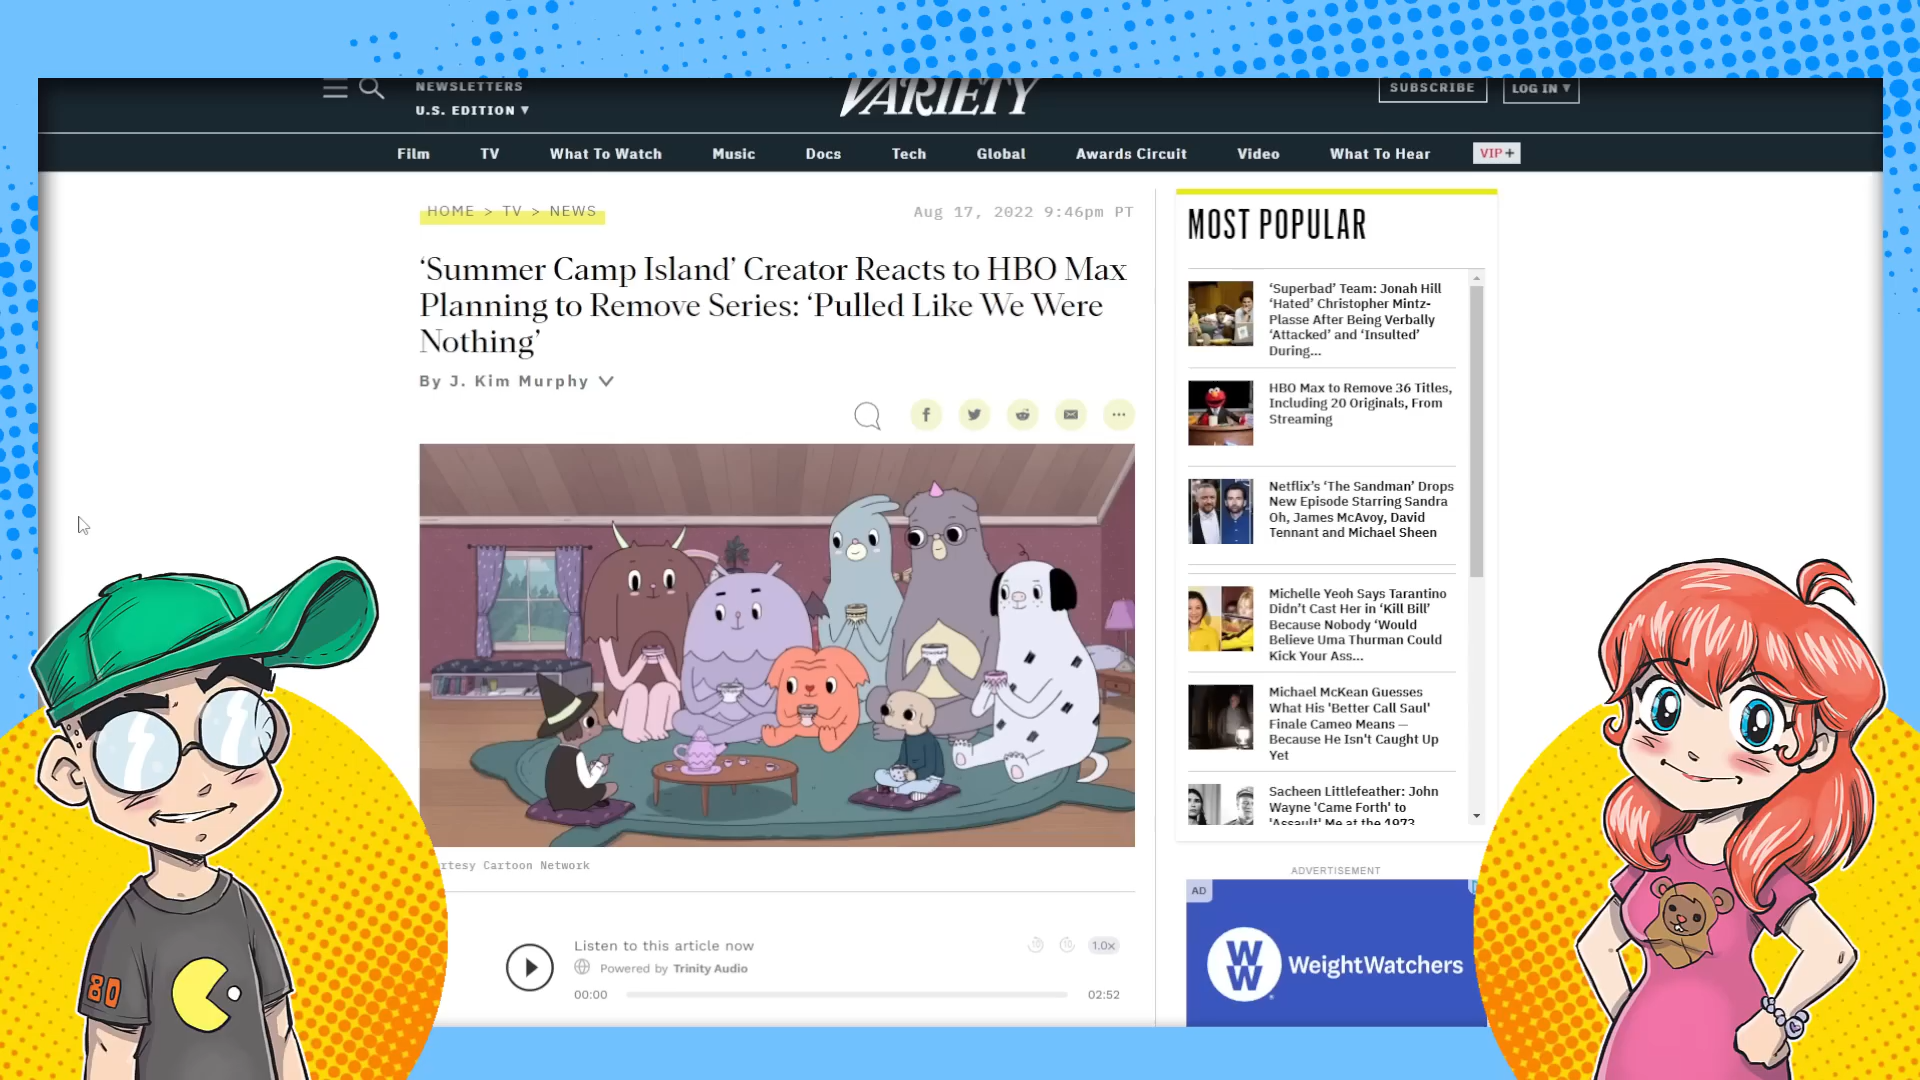 NEWSLETTERS
U.S. EDITION ▼
VARIETY
SUBSCRIBE
LOG IN ▼
Film TV What To Watch Music Docs Tech Global Awards Circuit Video What To Hear VIP+
HOME > TV > NEWS
Aug 17, 2022 9:46pm PT
‘Summer Camp Island’ Creator Reacts to HBO Max
Planning to Remove Series: ‘Pulled Like We Were
Nothing’
By J. Kim Murphy
rtesy Cartoon Network
Listen to this article now
Powered by Trinity Audio
10 10 1.0x
00:00 02:52
MOST POPULAR
‘Superbad’ Team: Jonah Hill
‘Hated’ Christopher Mintz-
Plasse After Being Verbally
‘Attacked’ and ‘Insulted’
During...
HBO Max to Remove 36 Titles,
Including 20 Originals, From
Streaming
Netflix’s ‘The Sandman’ Drops
New Episode Starring Sandra
Oh, James McAvoy, David
Tennant and Michael Sheen
Michelle Yeoh Says Tarantino
Didn’t Cast Her in ‘Kill Bill’
Because Nobody ‘Would
Believe Uma Thurman Could
Kick Your Ass...
Michael McKean Guesses
What His 'Better Call Saul'
Finale Cameo Means —
Because He Isn't Caught Up
Yet
Sacheen Littlefeather: John
Wayne 'Came Forth' to
'Assault' Me at the 1973
ADVERTISEMENT
AD
WW
WeightWatchers
80